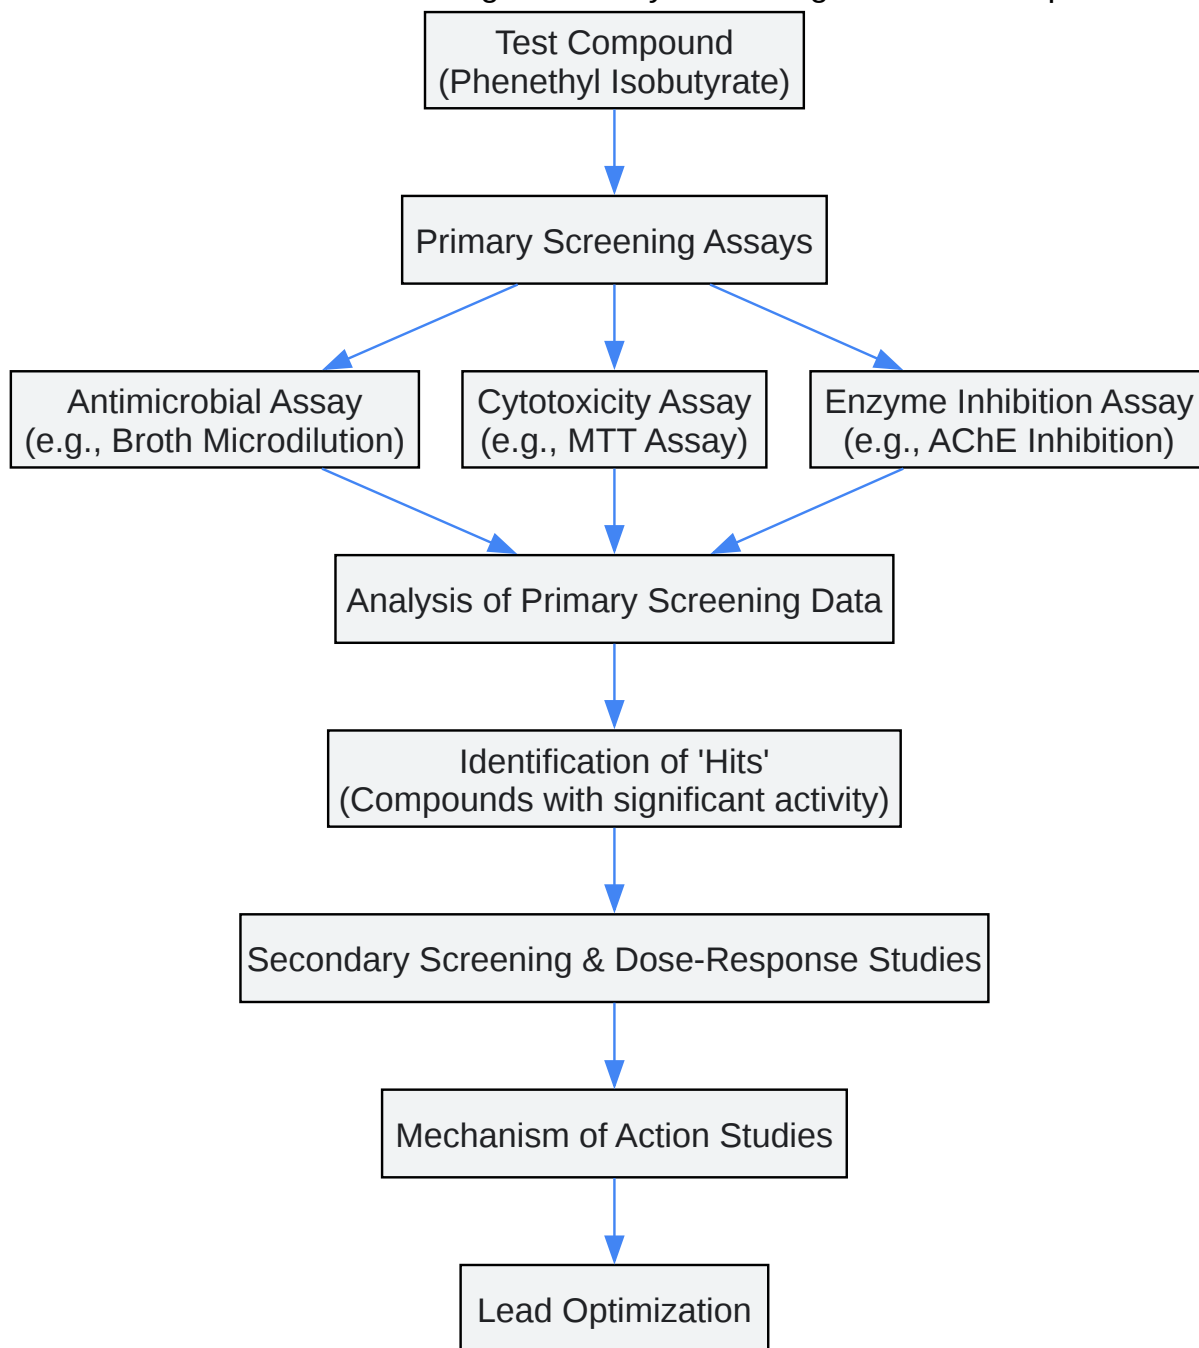 Test Compound
(Phenethyl Isobutyrate)
Primary Screening Assays
Antimicrobial Assay
(e.g., Broth Microdilution)
Cytotoxicity Assay
(e.g., MTT Assay)
Enzyme Inhibition Assay
(e.g., AChE Inhibition)
Analysis of Primary Screening Data
Identification of 'Hits'
(Compounds with significant activity)
Secondary Screening & Dose-Response Studies
Mechanism of Action Studies
Lead Optimization